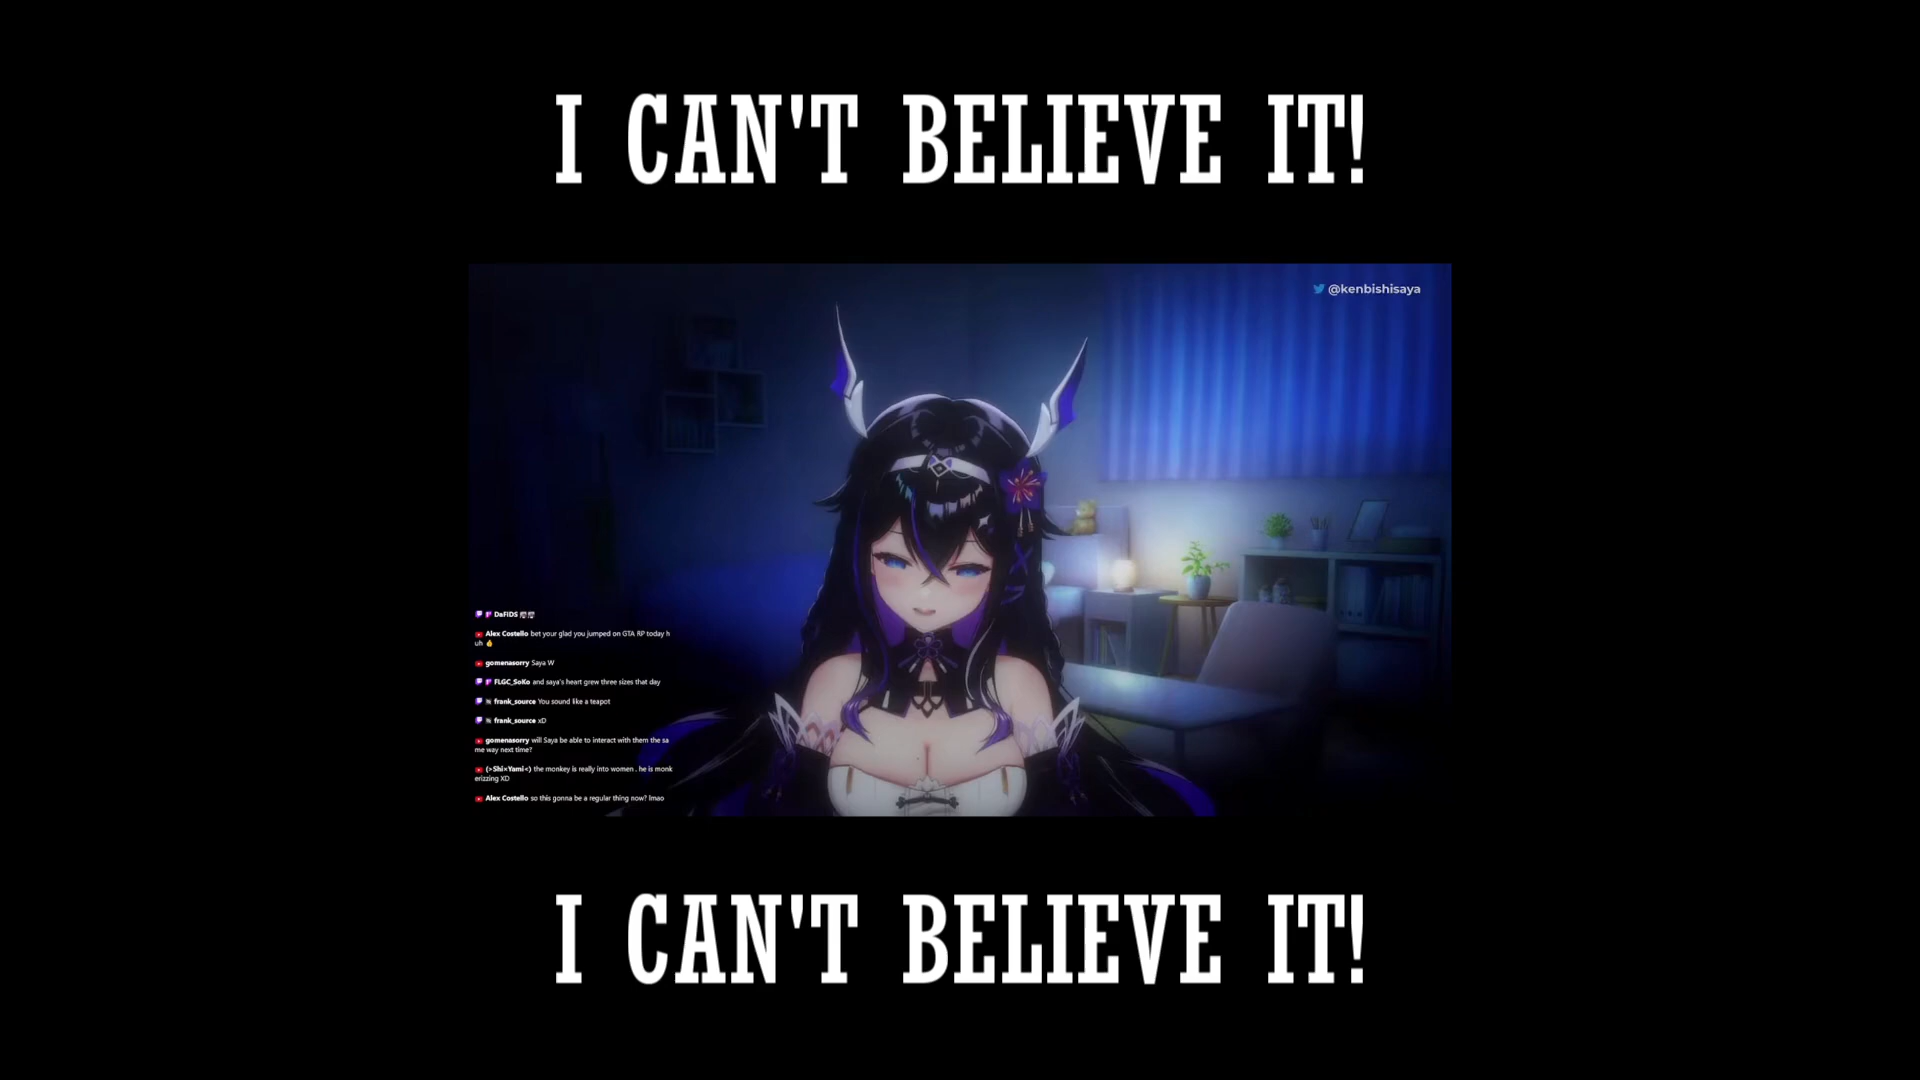 I CAN'T BELIEVE IT!
@kenbishisaya
DaFIDS
Alex Costello bet your glad you jumped on GTA RP today h
uh
gomenasorry Saya W
FLGC_SoKo and saya's heart grew three sizes that day
frank_source You sound like a teapot
frank_source xD
gomenasorry will Saya be able to interact with them the sa
me way next time?
(>Shi×Yami<) the monkey is really into women . he is monk
erizzing XD
Alex Costello so this gonna be a regular thing now? lmao
I CAN'T BELIEVE IT!